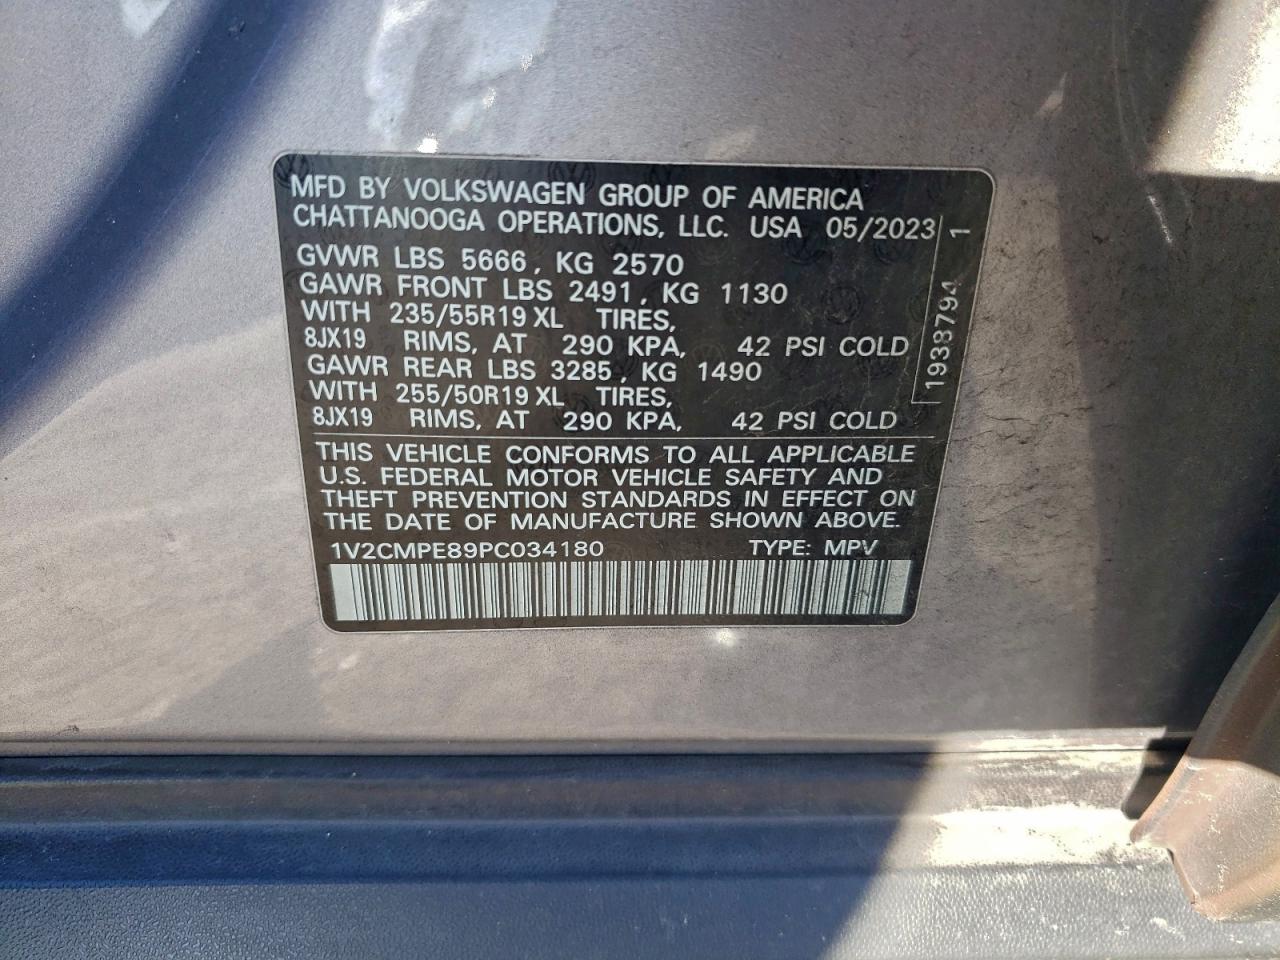 MFD BY VOLKSWAGEN GROUP OF AMERICA
CHATTANOOGA OPERATIONS, LLC. USA 05/2023
GVWR LBS 5666, KG 2570
GAWR FRONT LBS 2491, KG 1130
WITH 235/55R19 XL TIRES,
8JX19 RIMS, AT 290 KPA, 42 PSI COLD
GAWR REAR LBS 3285, KG 1490
WITH 255/50R19 XL TIRES,
8JX19 RIMS, AT 290 KPA, 42 PSI COLD
1938794 1
THIS VEHICLE CONFORMS TO ALL APPLICABLE
U.S. FEDERAL MOTOR VEHICLE SAFETY AND
THEFT PREVENTION STANDARDS IN EFFECT ON
THE DATE OF MANUFACTURE SHOWN ABOVE.
1V2CMPE89PC034180 TYPE: MPV